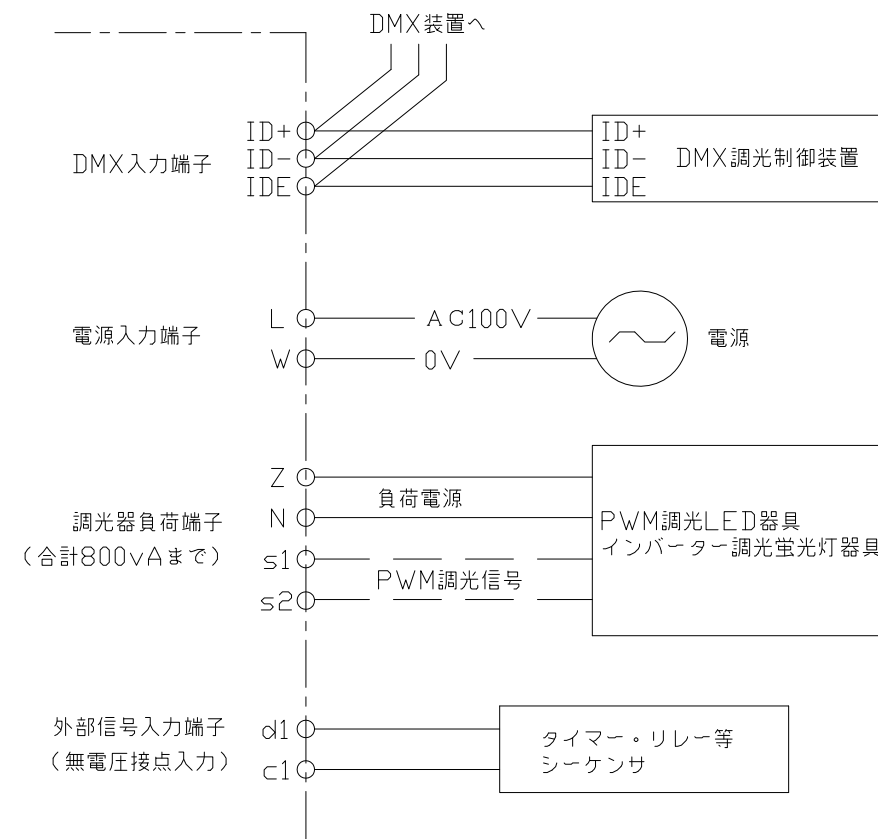 DMX装置へ
DMX入力端子
ID+
ID-
IDE
ID+
ID-
IDE
DMX調光制御装置
電源入力端子
L
W
AC100V
0V
電源
調光器負荷端子
(合計800vAまで)
Z
N
s1
s2
負荷電源
PWM調光信号
PWM調光LED器具
インバーター調光蛍光灯器具
外部信号入力端子
(無電圧接点入力)
d1
c1
タイマー・リレー等
シーケンサ